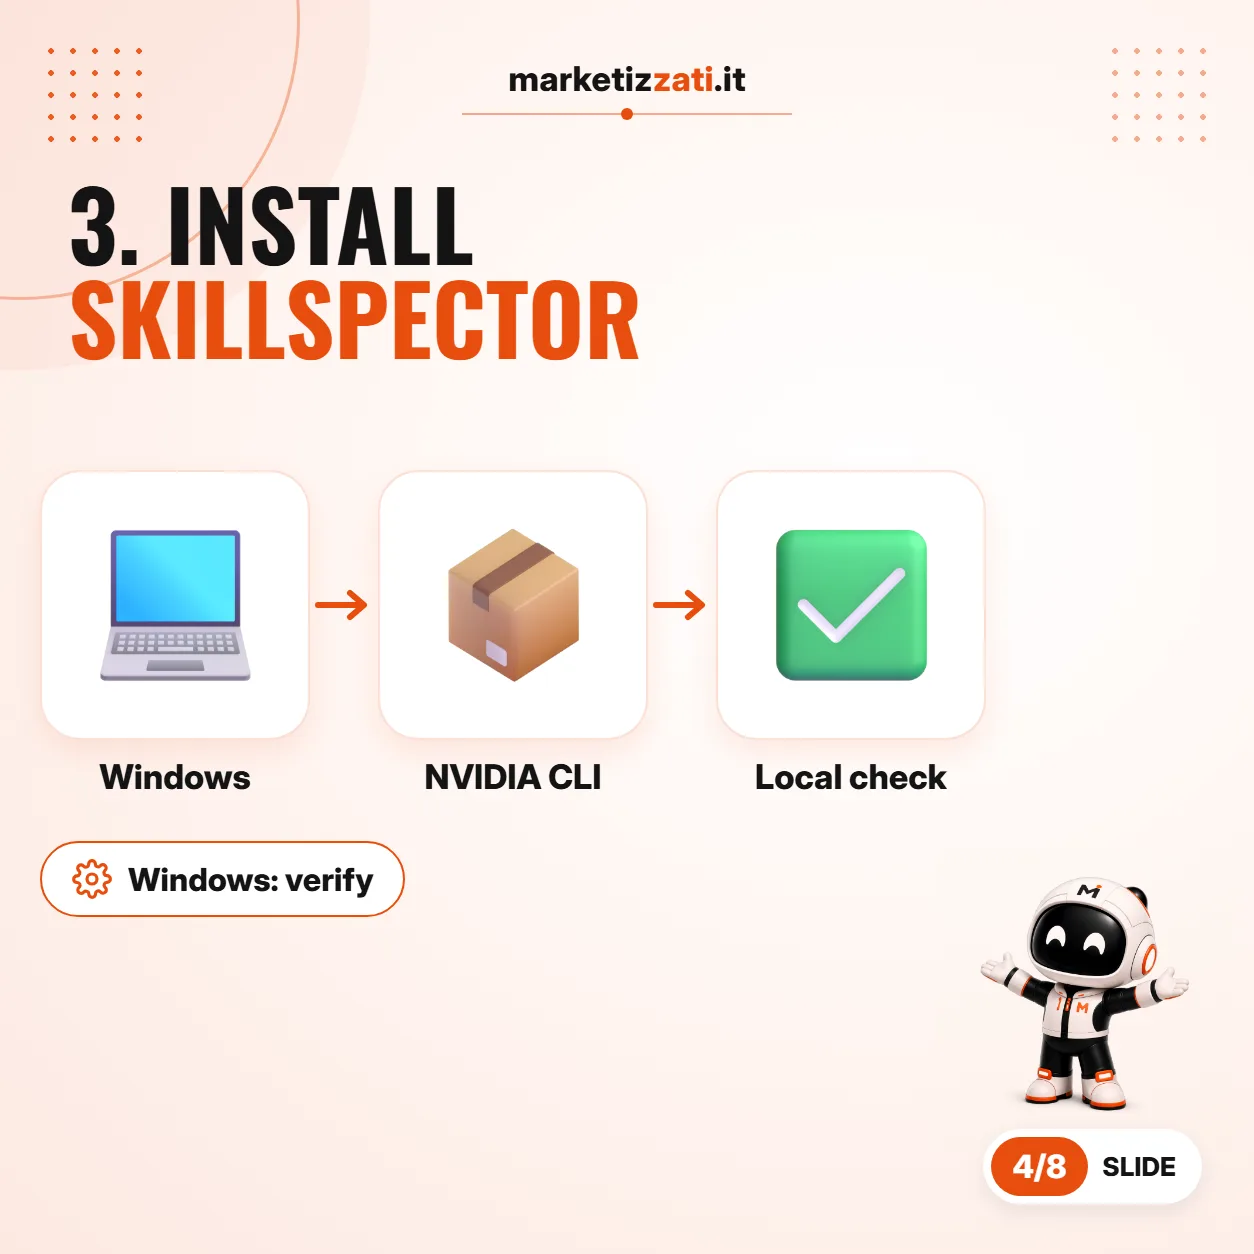 marketizzati.it
3. INSTALL
SKILLSPECTOR
Windows
NVIDIA CLI
Local check
Windows: verify
M
M
4/8 SLIDE